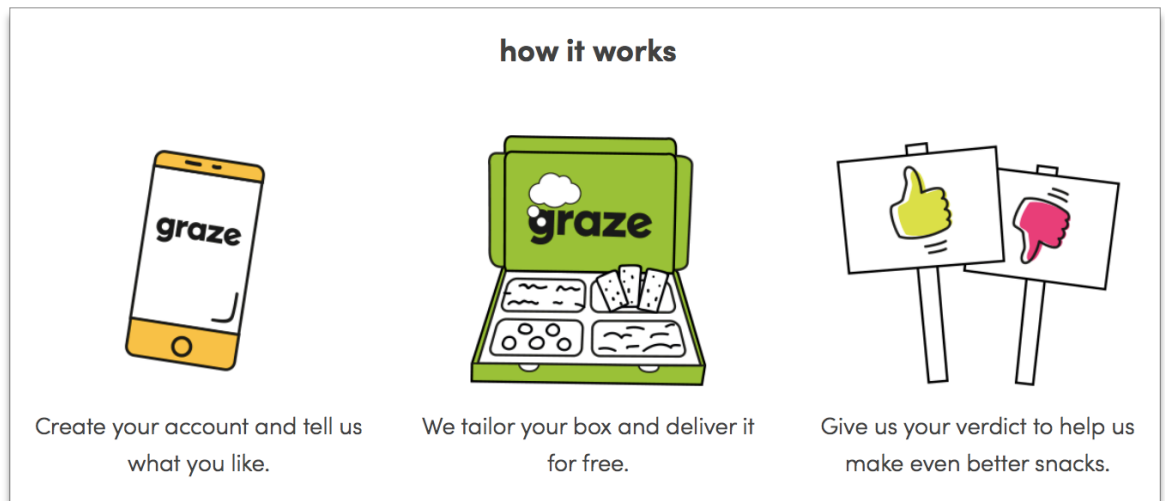 how it works
graze
graze
Create your account and tell us
what you like.
We tailor your box and deliver it
for free.
Give us your verdict to help us
make even better snacks.